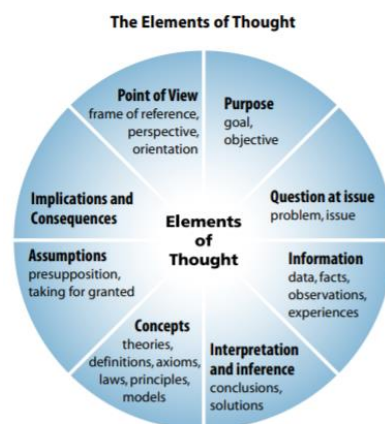 The Elements of Thought
Point of View
frame of reference,
perspective,
orientation
Purpose
goal,
objective
Question at issue
problem, issue
Information
data, facts,
observations,
experiences
Interpretation
and inference
conclusions,
solutions
Concepts
theories,
definitions, axioms,
laws, principles,
models
Assumptions
presupposition,
taking for granted
Implications and
Consequences
Elements
of
Thought